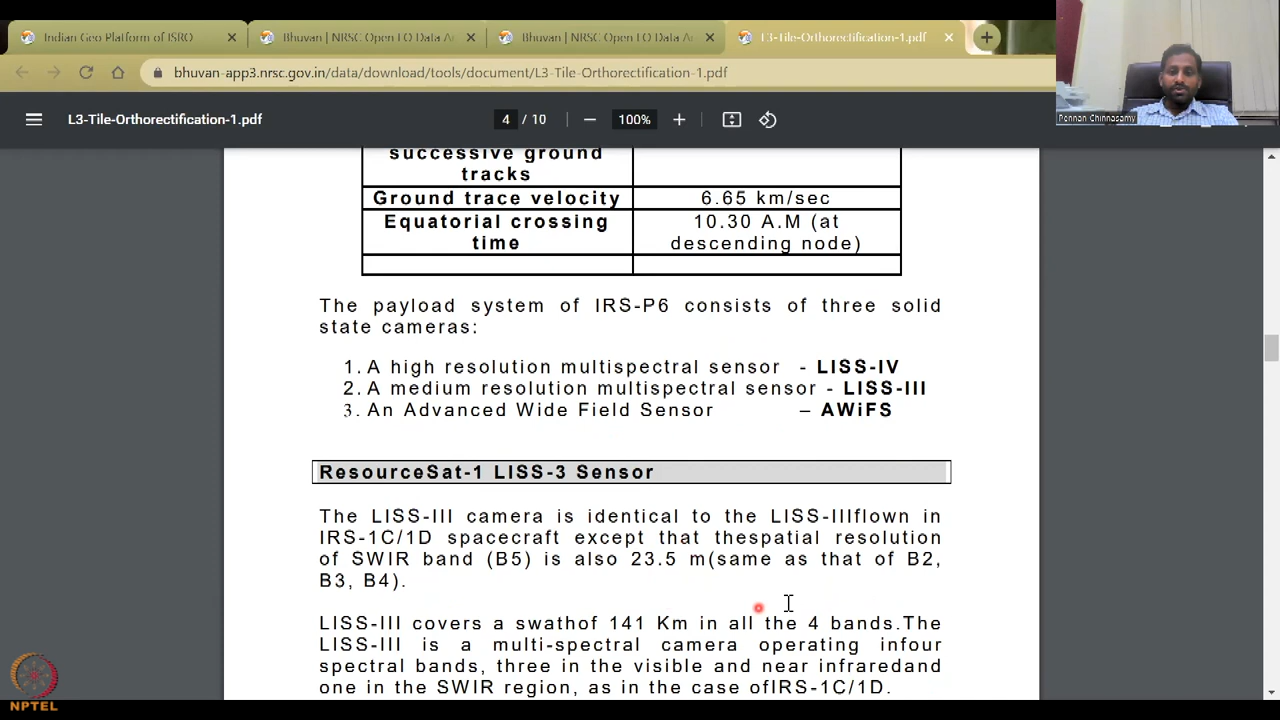 Indian Geo Platform of ISRO
Bhuvan | NRSC Open EO Data Ar
Bhuvan | NRSC Open EO Data Ar
L3-Tile-Orthorectification-1.pdf
bhuvan-app3.nrsc.gov.in/data/download/tools/document/L3-Tile-Orthorectification-1.pdf
Pennan Chinnasamy
L3-Tile-Orthorectification-1.pdf
4 / 10
100%
successive ground
tracks
Ground trace velocity 6.65 km/sec
Equatorial crossing 10.30 A.M (at
time descending node)
The payload system of IRS-P6 consists of three solid
state cameras:
1. A high resolution multispectral sensor - LISS-IV
2. A medium resolution multispectral sensor - LISS-III
3. An Advanced Wide Field Sensor – AWiFS
ResourceSat-1 LISS-3 Sensor
The LISS-III camera is identical to the LISS-IIIflown in
IRS-1C/1D spacecraft except that thespatial resolution
of SWIR band (B5) is also 23.5 m(same as that of B2,
B3, B4).
LISS-III covers a swathof 141 Km in all the 4 bands.The
LISS-III is a multi-spectral camera operating infour
spectral bands, three in the visible and near infraredand
one in the SWIR region, as in the case ofIRS-1C/1D.
NPTEL